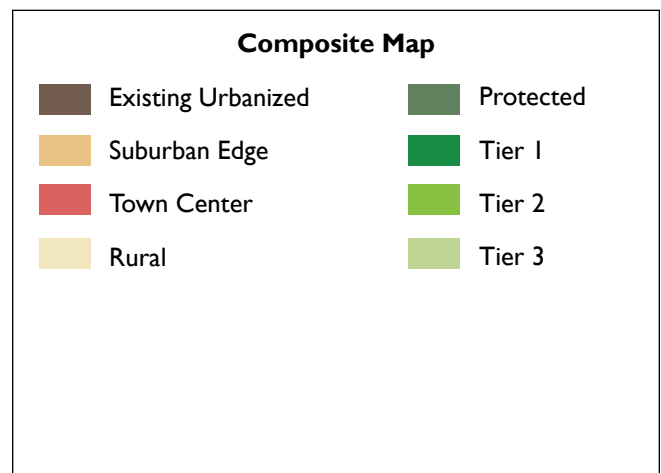 Composite Map
Existing Urbanized
Suburban Edge
Town Center
Rural
Protected
Tier 1
Tier 2
Tier 3